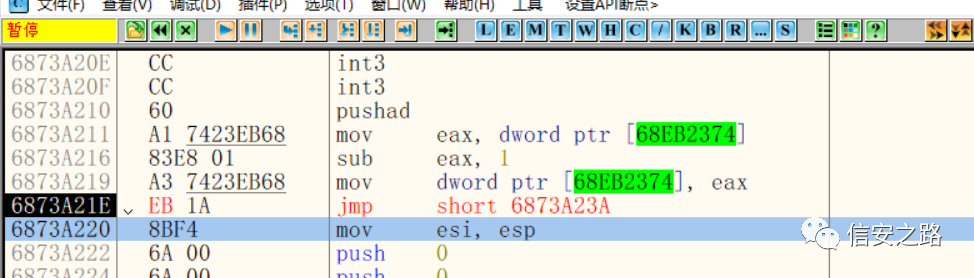 文件(F) 查看(V) 调试(D) 插件(P) 选项(T) 窗口(W) 帮助(H) 工具 设置API断点>
暂停 L E M T W H C / K B R ... S ?
6873A20E CC int3
6873A20F CC int3
6873A210 60 pushad
6873A211 A1 7423EB68 mov eax, dword ptr [68EB2374]
6873A216 83E8 01 sub eax, 1
6873A219 A3 7423EB68 mov dword ptr [68EB2374], eax
6873A21E EB 1A jmp short 6873A23A
6873A220 8BF4 mov esi, esp
6873A222 6A 00 push 0
6873A224 6A 00 push 0
信安之路